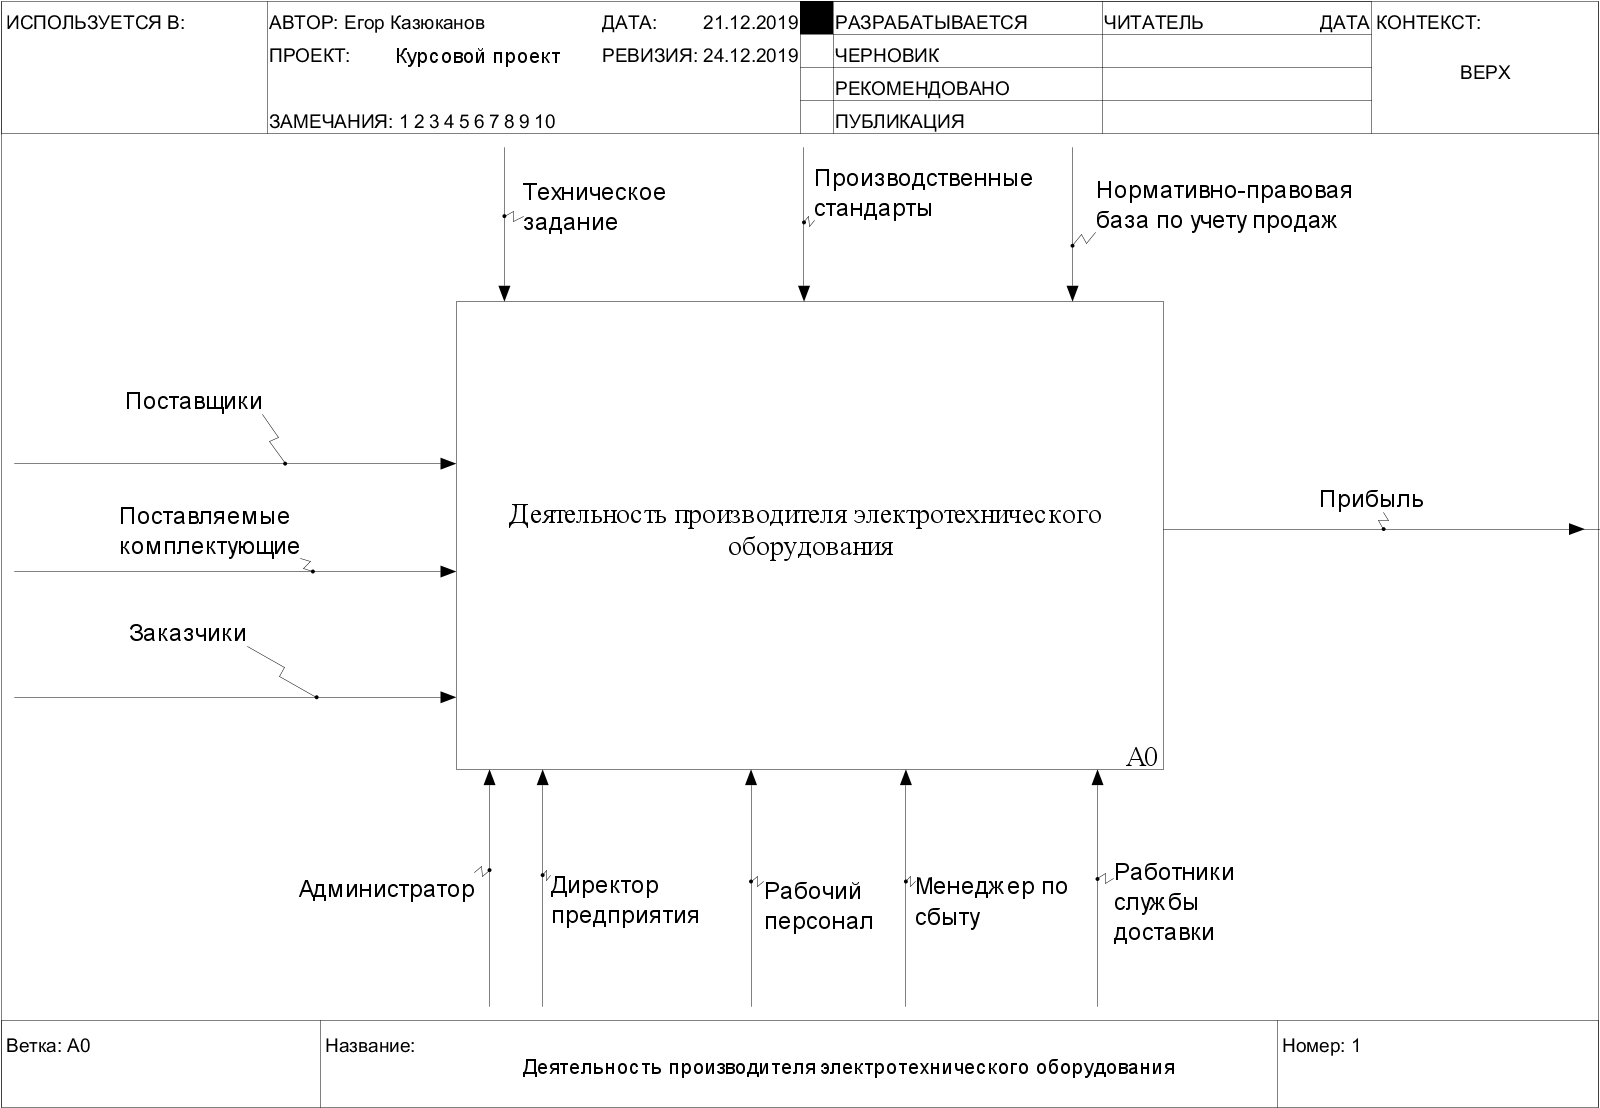 ИСПОЛЬЗУЕТСЯ В:
АВТОР: Егор Казюканов
ДАТА: 21.12.2019
ПРОЕКТ: Курсовой проект
РЕВИЗИЯ: 24.12.2019
ЗАМЕЧАНИЯ: 1 2 3 4 5 6 7 8 9 10
РАЗРАБАТЫВАЕТСЯ
ЧЕРНОВИК
РЕКОМЕНДОВАНО
ПУБЛИКАЦИЯ
ЧИТАТЕЛЬ
ДАТА
КОНТЕКСТ:
ВЕРХ
Техническое
задание
Производственные
стандарты
Нормативно-правовая
база по учету продаж
Поставщики
Поставляемые
комплектующие
Заказчики
Деятельность производителя электротехнического
оборудования
A0
Прибыль
Администратор
Директор
предприятия
Рабочий
персонал
Менеджер по
сбыту
Работники
службы
доставки
Ветка: A0
Название:
Деятельность производителя электротехнического оборудования
Номер: 1